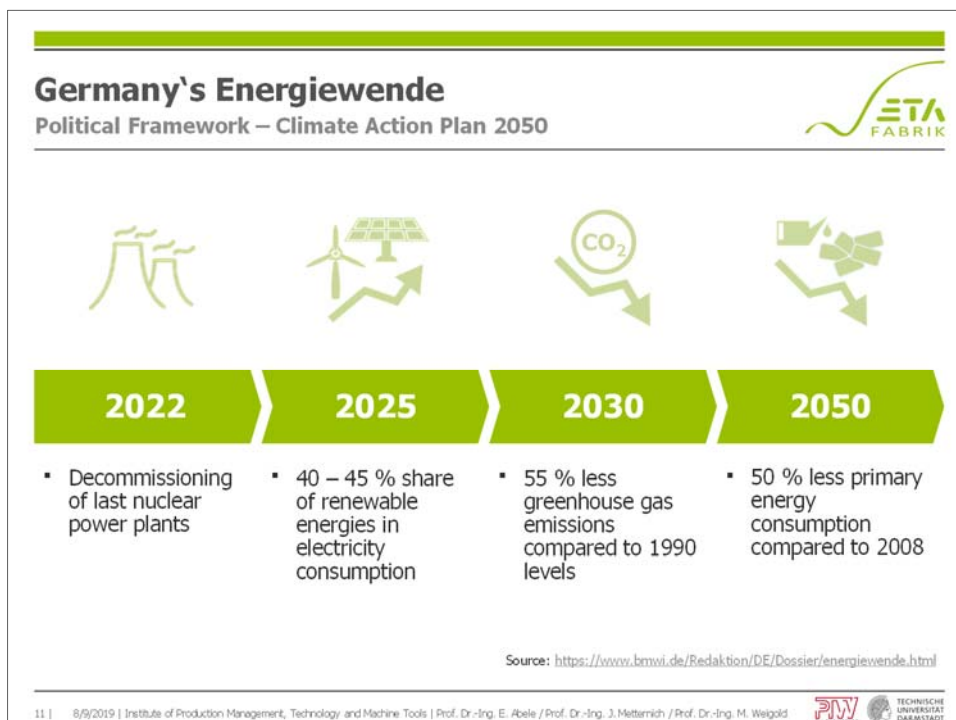 Germany‘s Energiewende
Political Framework – Climate Action Plan 2050
ETA
FABRIK
CO2
2022
2025
2030
2050
▪ Decommissioning
of last nuclear
power plants
▪ 40 – 45 % share
of renewable
energies in
electricity
consumption
▪ 55 % less
greenhouse gas
emissions
compared to 1990
levels
▪ 50 % less primary
energy
consumption
compared to 2008
Source: https://www.bmwi.de/Redaktion/DE/Dossier/energiewende.html
11 | 8/9/2019 | Institute of Production Management, Technology and Machine Tools | Prof. Dr.-Ing. E. Abele / Prof. Dr.-Ing. J. Metternich / Prof. Dr.-Ing. M. Weigold
PTW
TECHNISCHE
UNIVERSITÄT
DARMSTADT